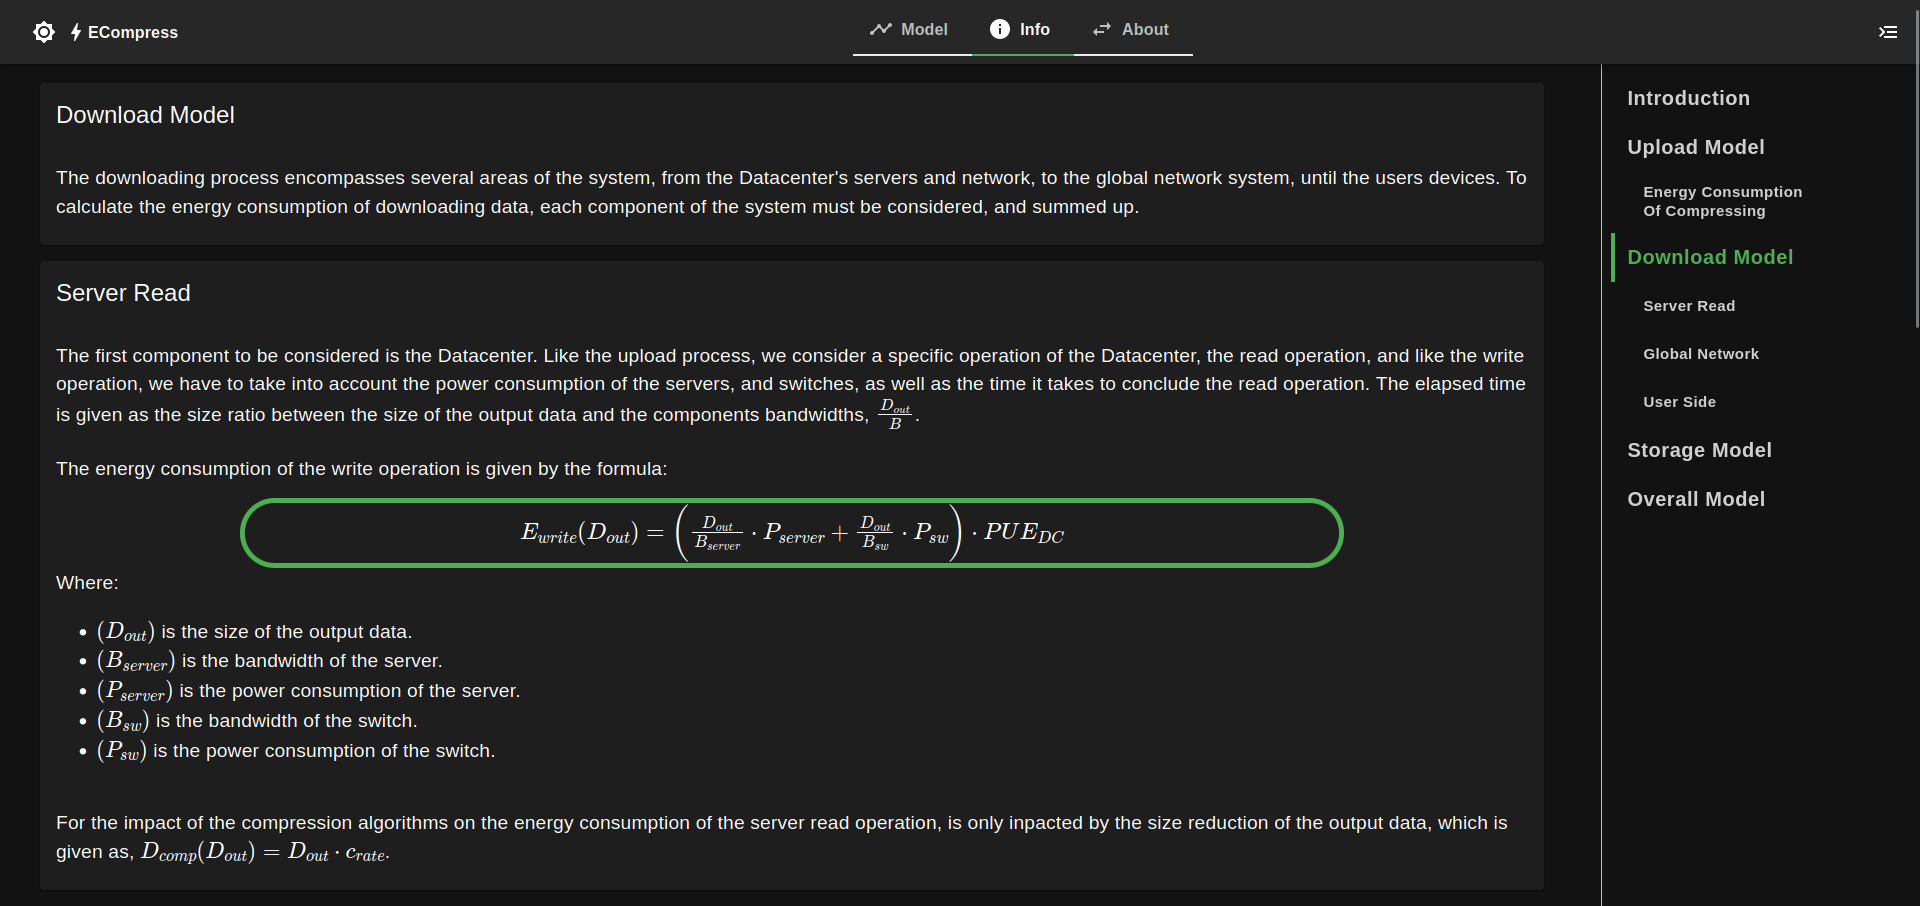 ECompress
Model
Info
About
Download Model
The downloading process encompasses several areas of the system, from the Datacenter's servers and network, to the global network system, until the users devices. To
calculate the energy consumption of downloading data, each component of the system must be considered, and summed up.
Server Read
The first component to be considered is the Datacenter. Like the upload process, we consider a specific operation of the Datacenter, the read operation, and like the write
operation, we have to take into account the power consumption of the servers, and switches, as well as the time it takes to conclude the read operation. The elapsed time
is given as the size ratio between the size of the output data and the components bandwidths, \frac{D_{out}}{B}.
The energy consumption of the write operation is given by the formula:
E_{write}(D_{out}) = \left( \frac{D_{out}}{B_{server}} \cdot P_{server} + \frac{D_{out}}{B_{sw}} \cdot P_{sw} \right) \cdot PUE_{DC}
Where:
• (D_{out}) is the size of the output data.
• (B_{server}) is the bandwidth of the server.
• (P_{server}) is the power consumption of the server.
• (B_{sw}) is the bandwidth of the switch.
• (P_{sw}) is the power consumption of the switch.
For the impact of the compression algorithms on the energy consumption of the server read operation, is only inpacted by the size reduction of the output data, which is
given as, D_{comp}(D_{out}) = D_{out} \cdot c_{rate}.
Introduction
Upload Model
Energy Consumption
Of Compressing
Download Model
Server Read
Global Network
User Side
Storage Model
Overall Model